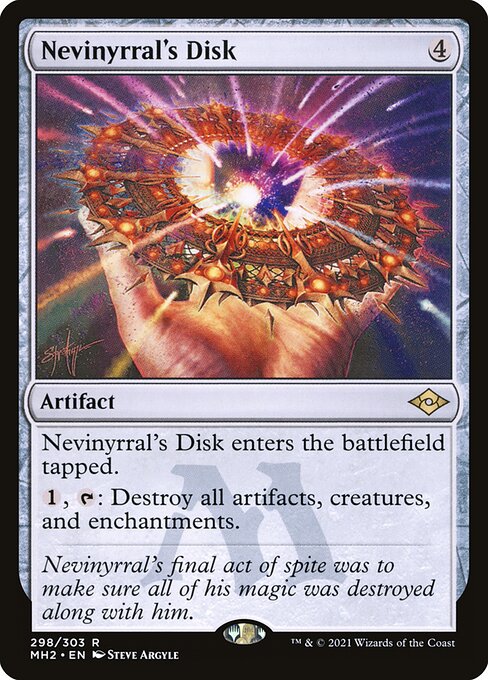 Nevinyrral's Disk 4
Artifact
Nevinyrral's Disk enters the battlefield
tapped.
1, : Destroy all artifacts, creatures,
and enchantments.
Nevinyrral's final act of spite was to
make sure all of his magic was destroyed
along with him.
298/303 R
MH2 • EN Steve Argyle
™ & © 2021 Wizards of the Coast